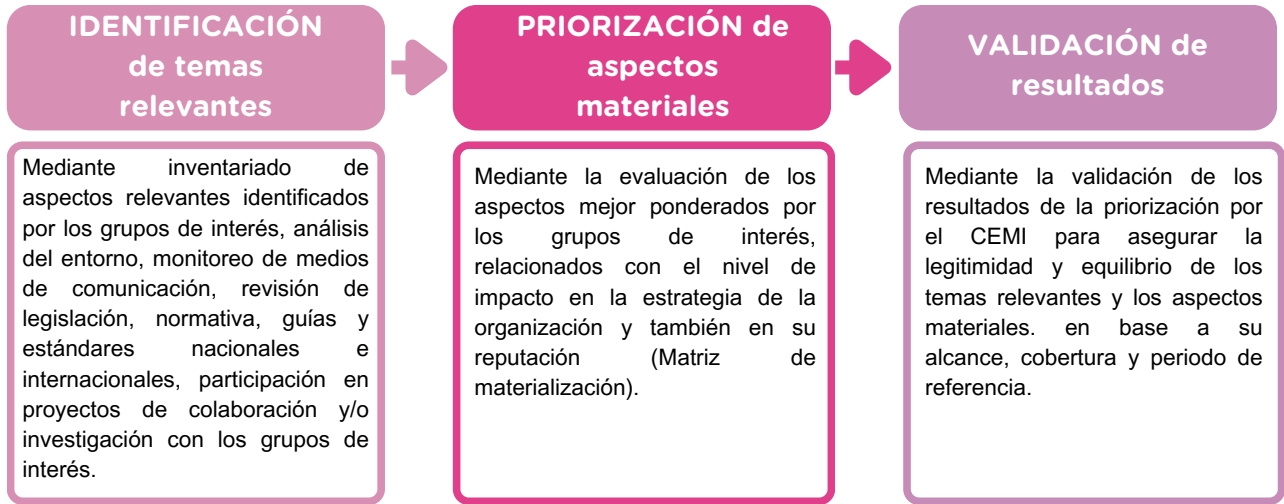 IDENTIFICACIÓN
de temas
relevantes
Mediante inventariado de
aspectos relevantes identificados
por los grupos de interés, análisis
del entorno, monitoreo de medios
de comunicación, revisión de
legislación, normativa, guías y
estándares nacionales e
internacionales, participación en
proyectos de colaboración y/o
investigación con los grupos de
interés.
PRIORIZACIÓN de
aspectos
materiales
Mediante la evaluación de los
aspectos mejor ponderados por
los grupos de interés,
relacionados con el nivel de
impacto en la estrategia de la
organización y también en su
reputación (Matriz de
materialización).
VALIDACIÓN de
resultados
Mediante la validación de los
resultados de la priorización por
el CEMI para asegurar la
legitimidad y equilibrio de los
temas relevantes y los aspectos
materiales. en base a su
alcance, cobertura y periodo de
referencia.